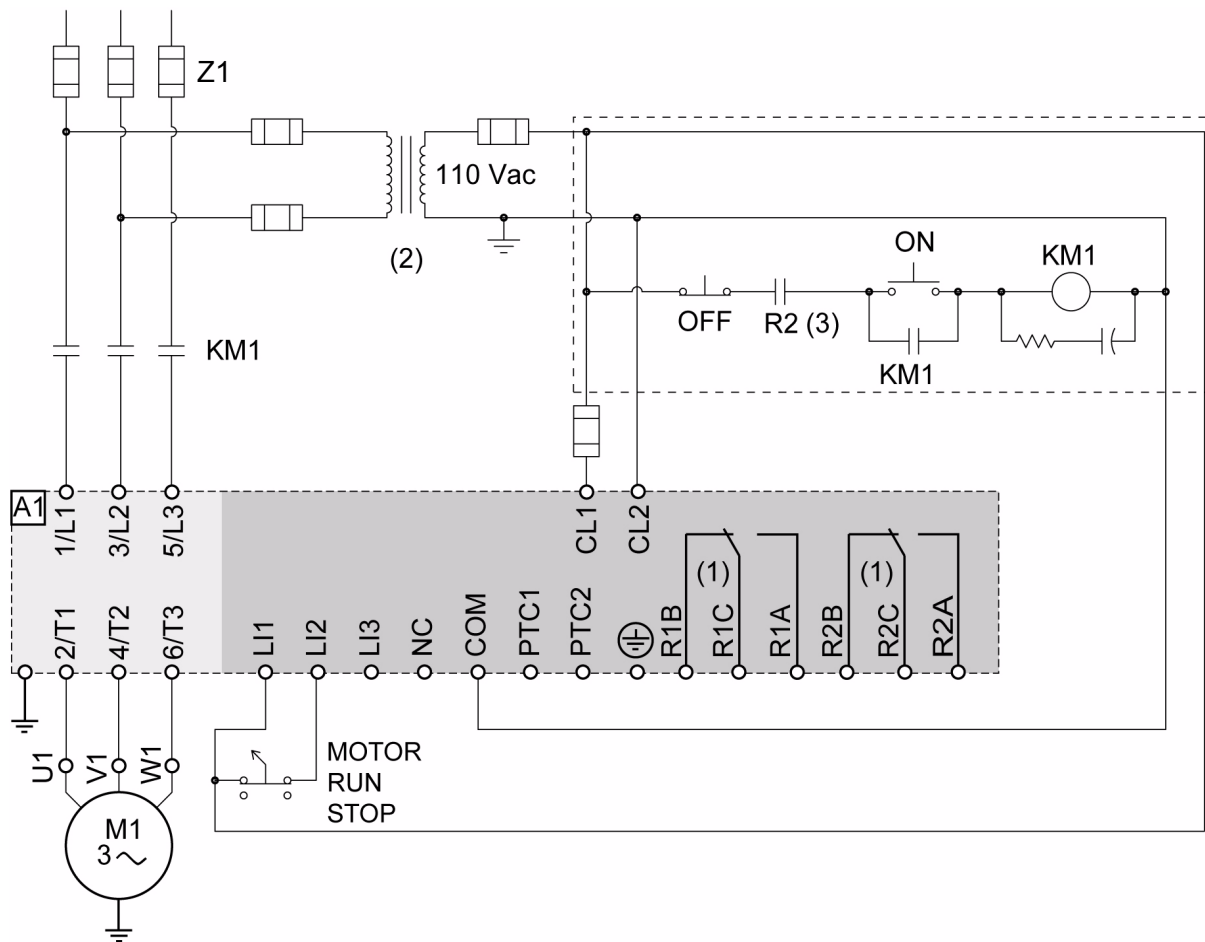 Z1
110 Vac
(2)
ON
KM1
OFF
R2 (3)
KM1
KM1
A1
1/L1
3/L2
5/L3
CL1
CL2
(1)
(1)
2/T1
4/T2
6/T3
LI1
LI2
LI3
NC
COM
PTC1
PTC2
R1B
R1C
R1A
R2B
R2C
R2A
U1
V1
W1
MOTOR
RUN
STOP
M1
3